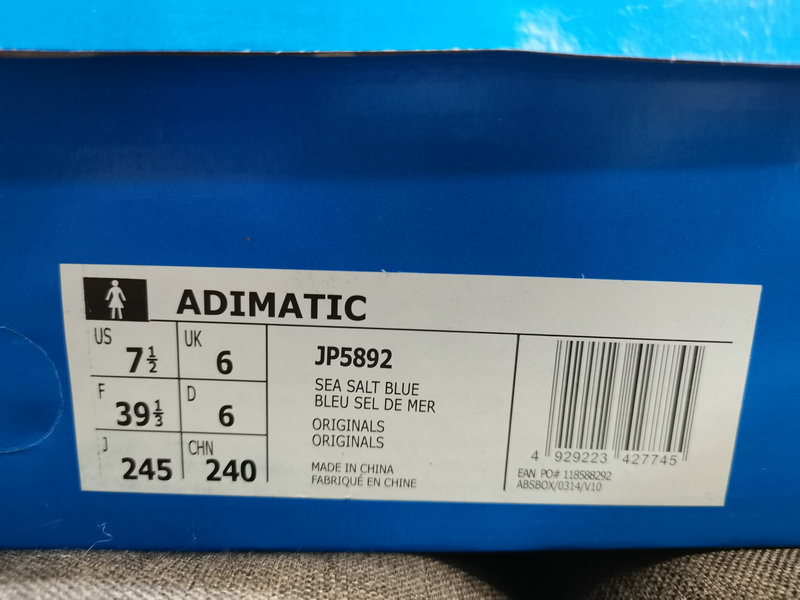 ADIMATIC
US 7½ UK 6
F 39⅓ D 6
J 245 CHN 240
JP5892
SEA SALT BLUE
BLEU SEL DE MER
ORIGINALS
ORIGINALS
MADE IN CHINA
FABRIQUÉ EN CHINE
4 929223 427745
EAN PO# 118588292
ABSBOX/0314/V10